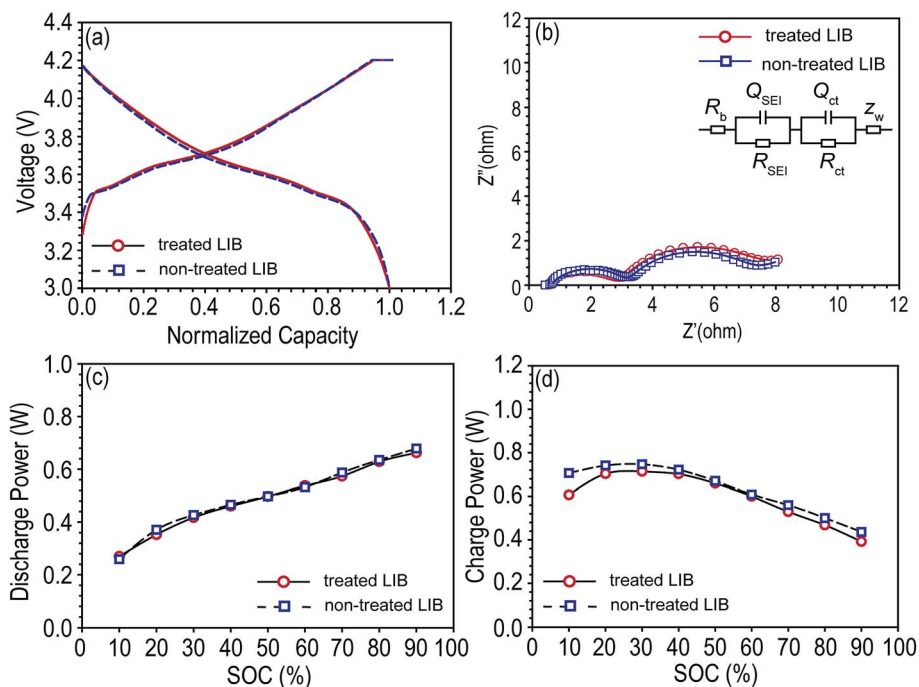 (a)
4.4
4.2
4.0
3.8
3.6
3.4
3.2
3.0
Voltage (V)
treated LIB
non-treated LIB
0.0 0.2 0.4 0.6 0.8 1.0 1.2
Normalized Capacity
(b)
12
10
8
6
4
2
0
Z"(ohm)
treated LIB
non-treated LIB
Rb QSEI RSEI Qct Rct zw
0 2 4 6 8 10 12
Z'(ohm)
(c)
1.0
0.8
0.6
0.4
0.2
0.0
Discharge Power (W)
treated LIB
non-treated LIB
0 10 20 30 40 50 60 70 80 90 100
SOC (%)
(d)
1.2
1.0
0.8
0.6
0.4
0.2
0.0
Charge Power (W)
treated LIB
non-treated LIB
0 10 20 30 40 50 60 70 80 90 100
SOC (%)